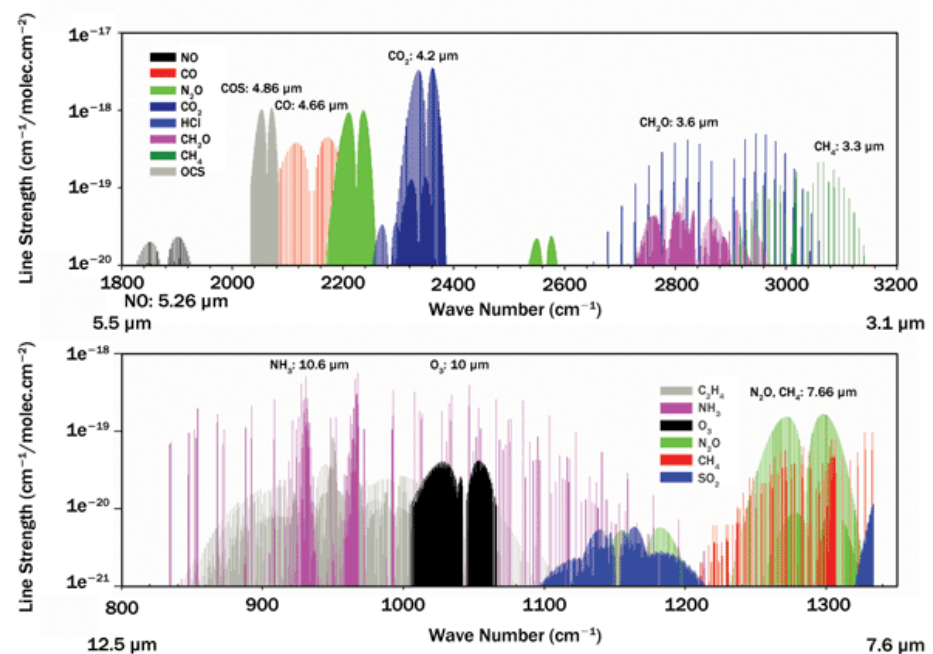 Line Strength (cm⁻¹/molec.cm⁻²)
1e⁻¹⁷
1e⁻¹⁸
1e⁻¹⁹
1e⁻²⁰
NO
CO
N₂O
CO₂
HCl
CH₂O
CH₄
OCS
COS: 4.86 µm
CO: 4.66 µm
CO₂: 4.2 µm
CH₂O: 3.6 µm
CH₄: 3.3 µm
1800 2000 2200 2400 2600 2800 3000 3200
NO: 5.26 µm
Wave Number (cm⁻¹)
5.5 µm 3.1 µm
Line Strength (cm⁻¹/molec.cm⁻²)
1e⁻¹⁸
1e⁻¹⁹
1e⁻²⁰
1e⁻²¹
NH₃: 10.6 µm
O₃: 10 µm
C₂H₄
NH₃
O₃
N₂O
CH₄
SO₂
N₂O, CH₄: 7.66 µm
800 900 1000 1100 1200 1300
Wave Number (cm⁻¹)
12.5 µm 7.6 µm